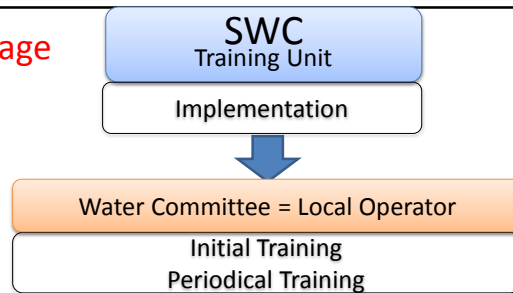 age
SWC
Training Unit
Implementation
Water Committee = Local Operator
Initial Training
Periodical Training